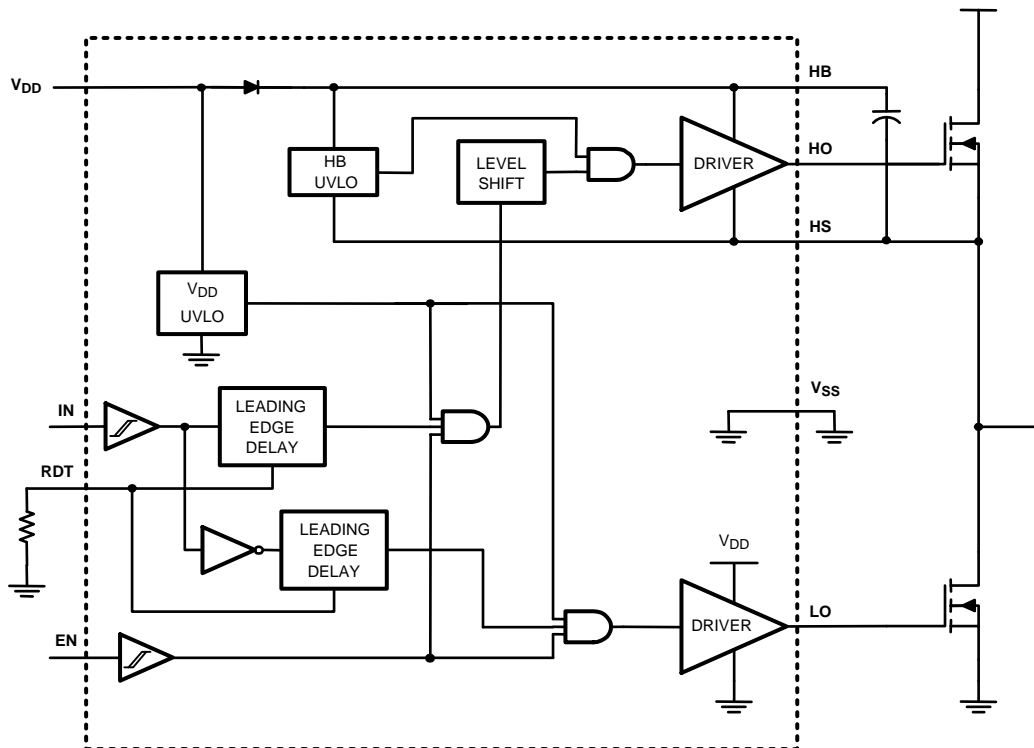 HB
VDD
HB
UVLO
LEVEL
SHIFT
DRIVER
HO
HS
VDD
UVLO
IN
LEADING
EDGE
DELAY
VSS
RDT
LEADING
EDGE
DELAY
VDD
EN
DRIVER
LO